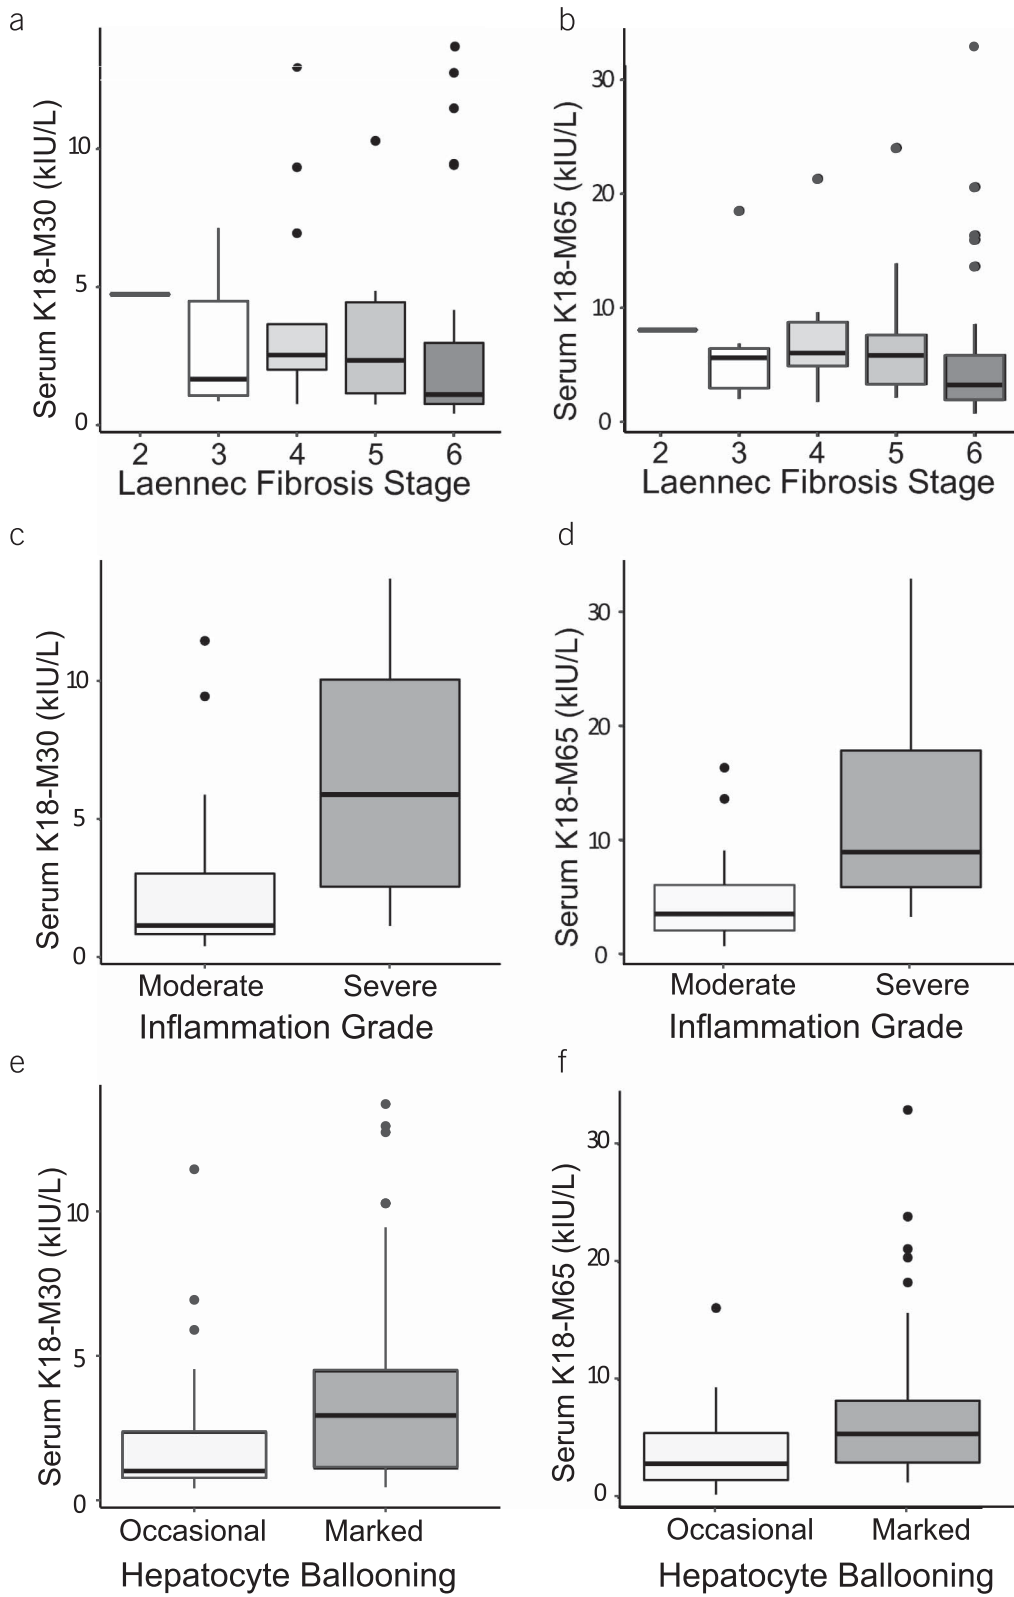 a
Serum K18-M30 (kIU/L)
10
5
0
2 3 4 5 6
Laennec Fibrosis Stage
b
Serum K18-M65 (kIU/L)
30
20
10
0
2 3 4 5 6
Laennec Fibrosis Stage
c
Serum K18-M30 (kIU/L)
10
5
0
Moderate Severe
Inflammation Grade
d
Serum K18-M65 (kIU/L)
30
20
10
0
Moderate Severe
Inflammation Grade
e
Serum K18-M30 (kIU/L)
10
5
0
Occasional Marked
Hepatocyte Ballooning
f
Serum K18-M65 (kIU/L)
30
20
10
0
Occasional Marked
Hepatocyte Ballooning